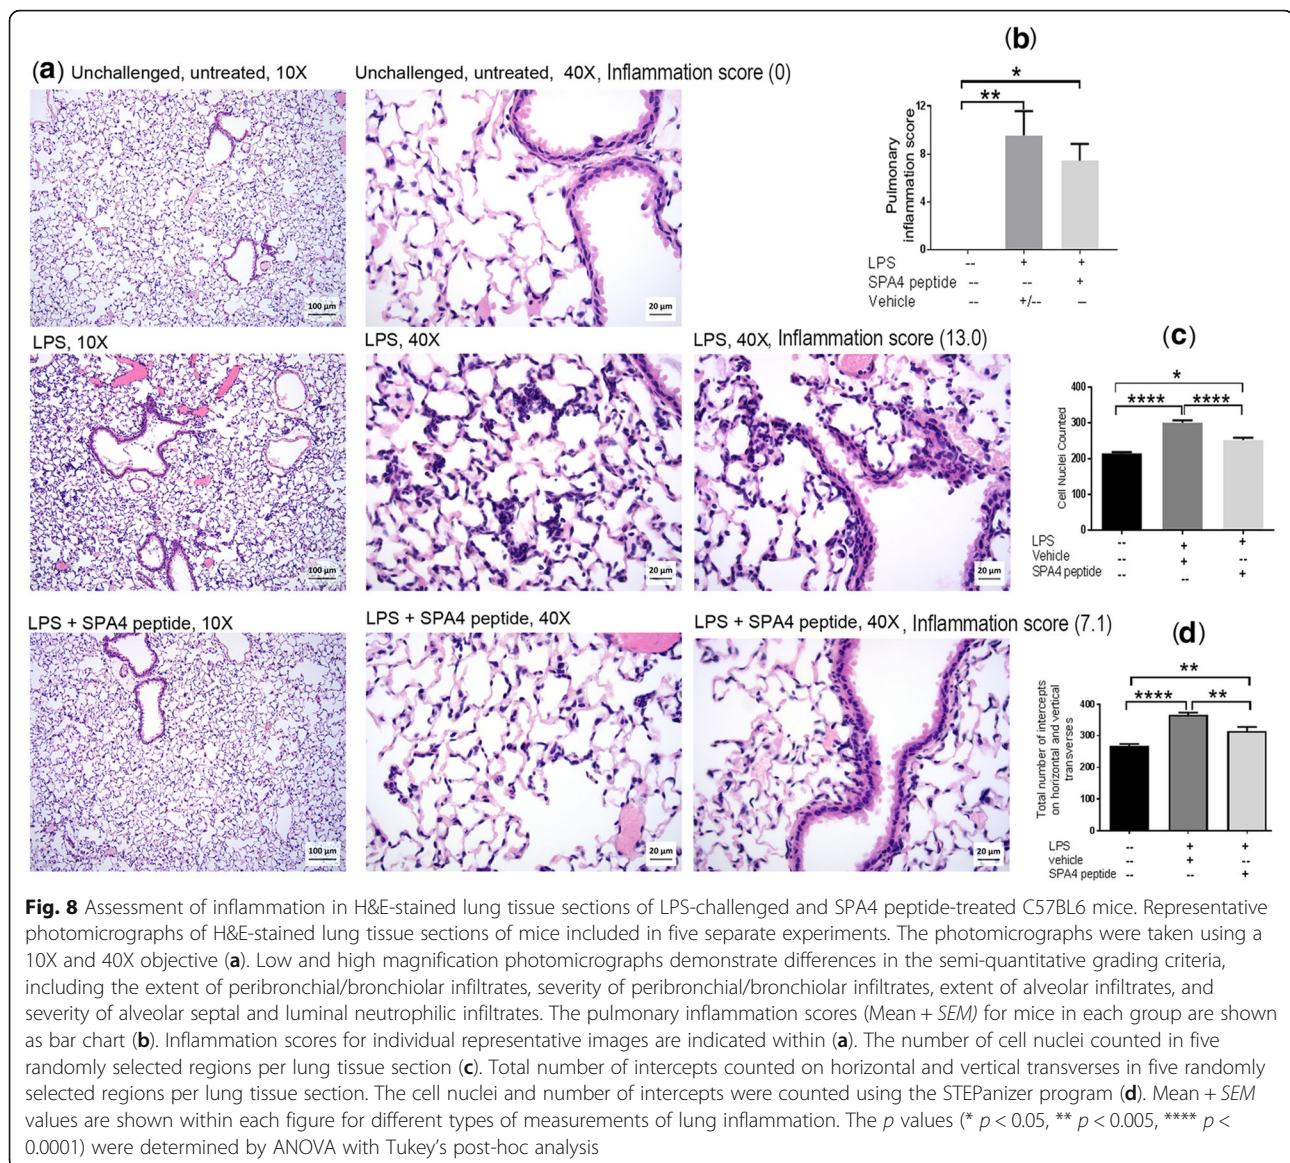 (a) Unchallenged, untreated, 10X
Unchallenged, untreated, 40X, Inflammation score (0)
100 µm
20 µm
LPS, 10X
LPS, 40X
LPS, 40X, Inflammation score (13.0)
100 µm
20 µm
20 µm
LPS + SPA4 peptide, 10X
LPS + SPA4 peptide, 40X
LPS + SPA4 peptide, 40X, Inflammation score (7.1)
100 µm
20 µm
20 µm
(b)
*
**
Pulmonary
inflammation score
12
8
4
0
LPS -- + +
SPA4 peptide -- -- +
Vehicle -- +/-- –
(c)
*
**** ****
Cell Nuclei Counted
400
300
200
100
0
LPS -- + +
Vehicle -- + --
SPA4 peptide -- -- +
(d)
**
**** **
Total number of intercepts
on horizontal and vertical
transverses
400
300
200
100
0
LPS -- + +
vehicle -- + --
SPA4 peptide -- -- +
Fig. 8 Assessment of inflammation in H&E-stained lung tissue sections of LPS-challenged and SPA4 peptide-treated C57BL6 mice. Representative
photomicrographs of H&E-stained lung tissue sections of mice included in five separate experiments. The photomicrographs were taken using a
10X and 40X objective (a). Low and high magnification photomicrographs demonstrate differences in the semi-quantitative grading criteria,
including the extent of peribronchial/bronchiolar infiltrates, severity of peribronchial/bronchiolar infiltrates, extent of alveolar infiltrates, and
severity of alveolar septal and luminal neutrophilic infiltrates. The pulmonary inflammation scores (Mean + SEM) for mice in each group are shown
as bar chart (b). Inflammation scores for individual representative images are indicated within (a). The number of cell nuclei counted in five
randomly selected regions per lung tissue section (c). Total number of intercepts counted on horizontal and vertical transverses in five randomly
selected regions per lung tissue section. The cell nuclei and number of intercepts were counted using the STEPanizer program (d). Mean + SEM
values are shown within each figure for different types of measurements of lung inflammation. The p values (* p < 0.05, ** p < 0.005, **** p <
0.0001) were determined by ANOVA with Tukey's post-hoc analysis